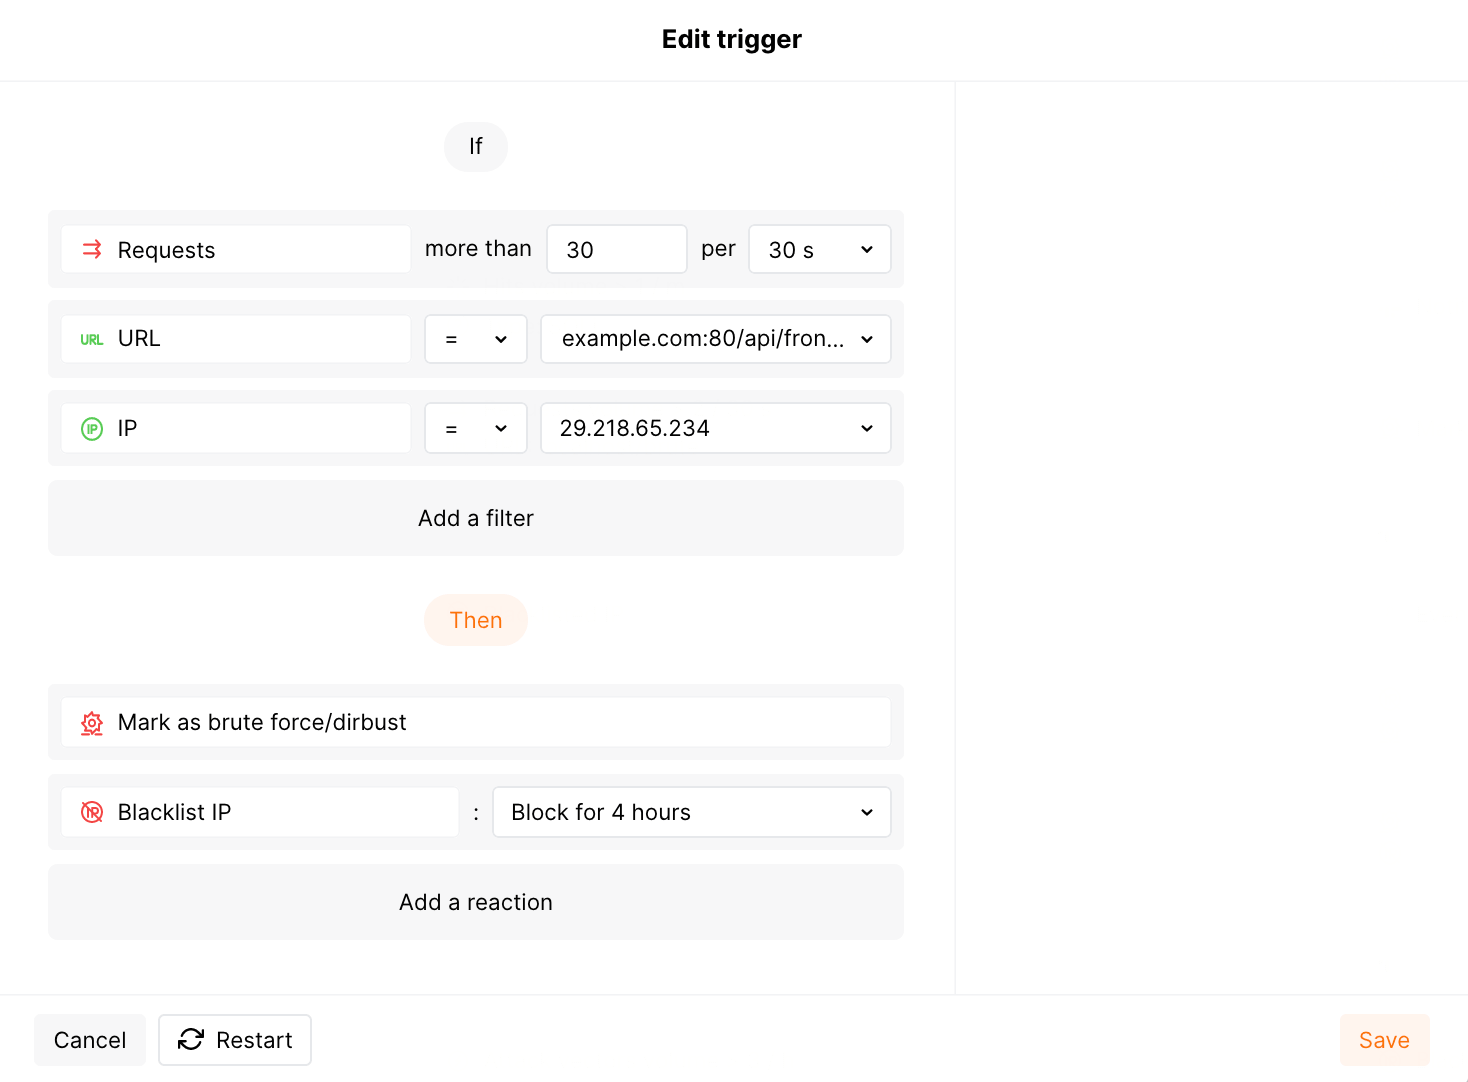 Edit trigger
If
Requests more than 30 per 30 s
URL URL = example.com:80/api/fron...
IP IP = 29.218.65.234
Add a filter
Then
Mark as brute force/dirbust
IP Blacklist IP : Block for 4 hours
Add a reaction
Cancel Restart Save